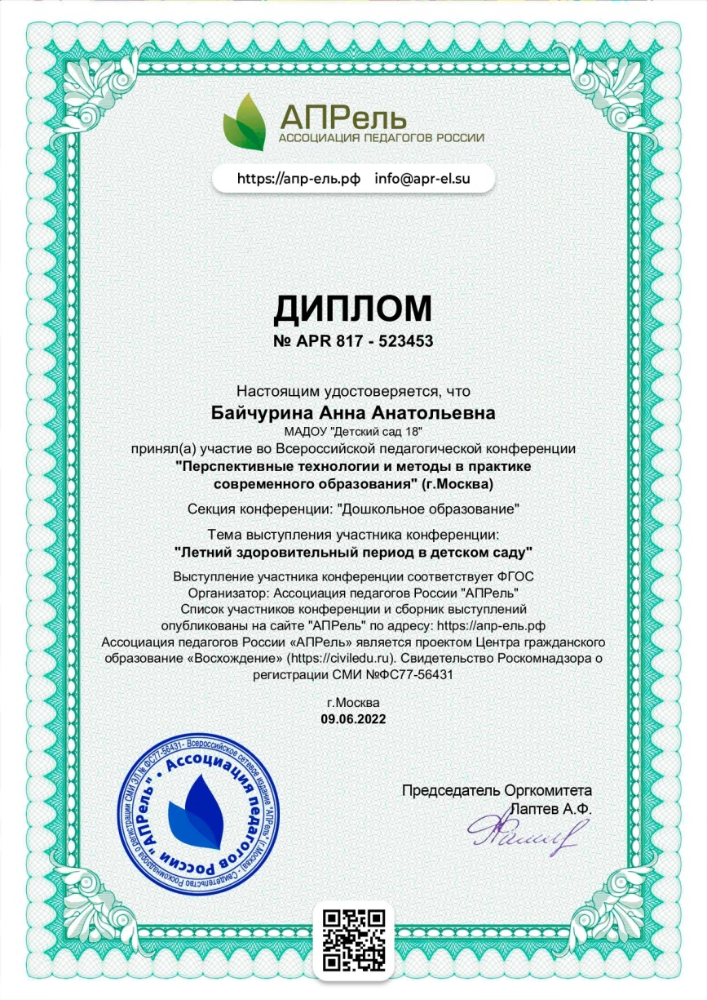 АПРель
АССОЦИАЦИЯ ПЕДАГОГОВ РОССИИ
https://апр-ель.рф info@apr-el.su
ДИПЛОМ
№ APR 817 - 523453
Настоящим удостоверяется, что
Байчурина Анна Анатольевна
МАДОУ "Детский сад 18"
принял(а) участие во Всероссийской педагогической конференции
"Перспективные технологии и методы в практике
современного образования" (г.Москва)
Секция конференции: "Дошкольное образование"
Тема выступления участника конференции:
"Летний здоровительный период в детском саду"
Выступление участника конференции соответствует ФГОС
Организатор: Ассоциация педагогов России "АПРель"
Список участников конференции и сборник выступлений
опубликованы на сайте "АПРель" по адресу: https://апр-ель.рф
Ассоциация педагогов России «АПРель» является проектом Центра гражданского
образование «Восхождение» (https://civiledu.ru). Свидетельство Роскомнадзора о
регистрации СМИ №ФС77-56431
г.Москва
09.06.2022
Всероссийское сетевое издание "АПРель" (г.Москва) - Свидетельство Роскомнадзора о регистрации СМИ ЭЛ № ФС77-56431 -
Ассоциация педагогов России "АПРель" •
Председатель Оргкомитета
Лаптев А.Ф.